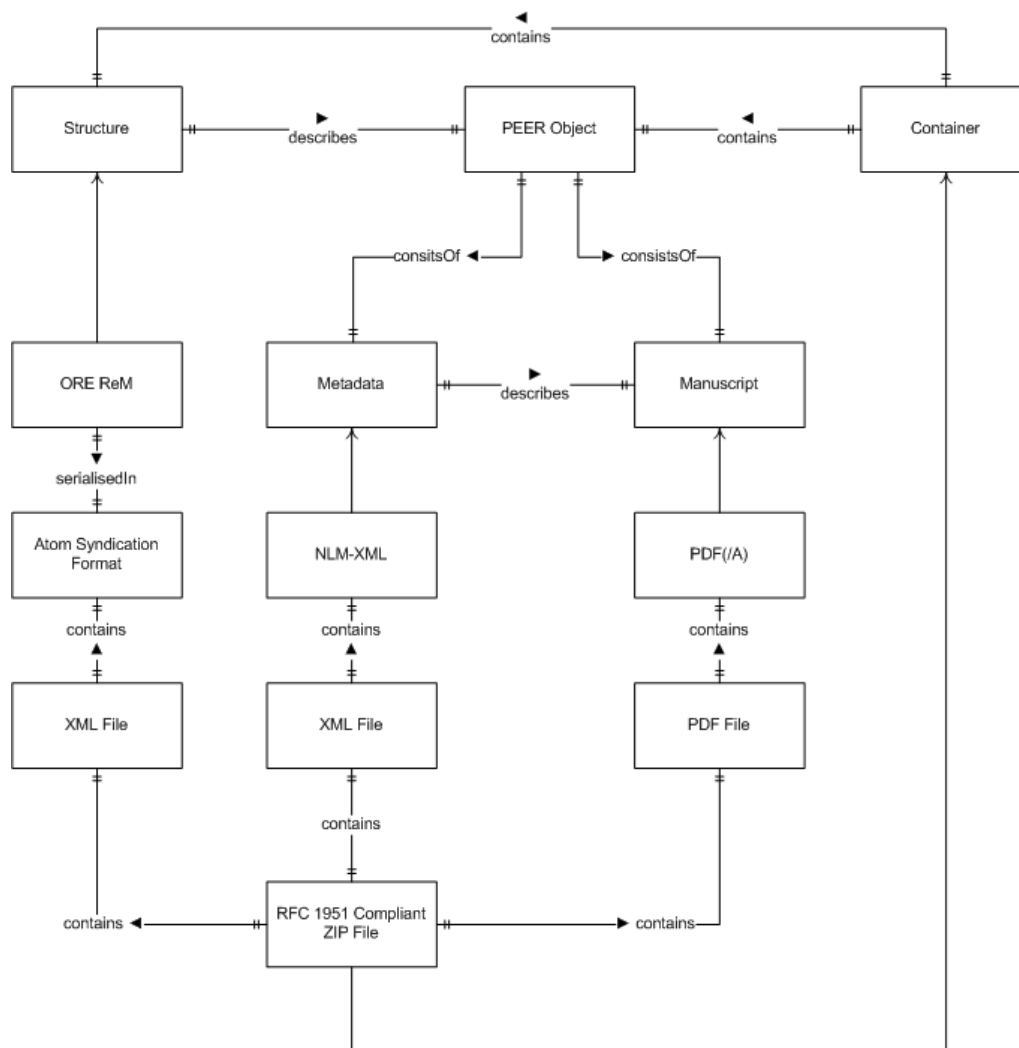 ◄
contains
Structure
►
describes
PEER Object
◄
contains
Container
consitsOf ◄
► consistsOf
ORE ReM
Metadata
►
describes
Manuscript
▼
serialisedIn
Atom Syndication
Format
NLM-XML
PDF(/A)
contains
▲
contains
▲
contains
▲
XML File
XML File
PDF File
contains
contains ◄
RFC 1951 Compliant
ZIP File
► contains